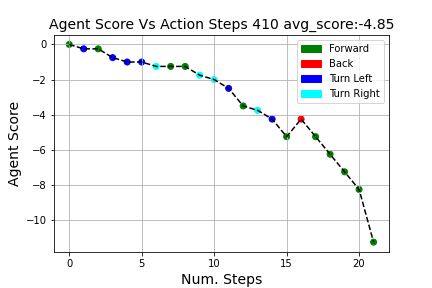 Agent Score Vs Action Steps 410 avg_score:-4.85
Forward
Back
Turn Left
Turn Right
Agent Score
0
−2
−4
−6
−8
−10
0 5 10 15 20
Num. Steps